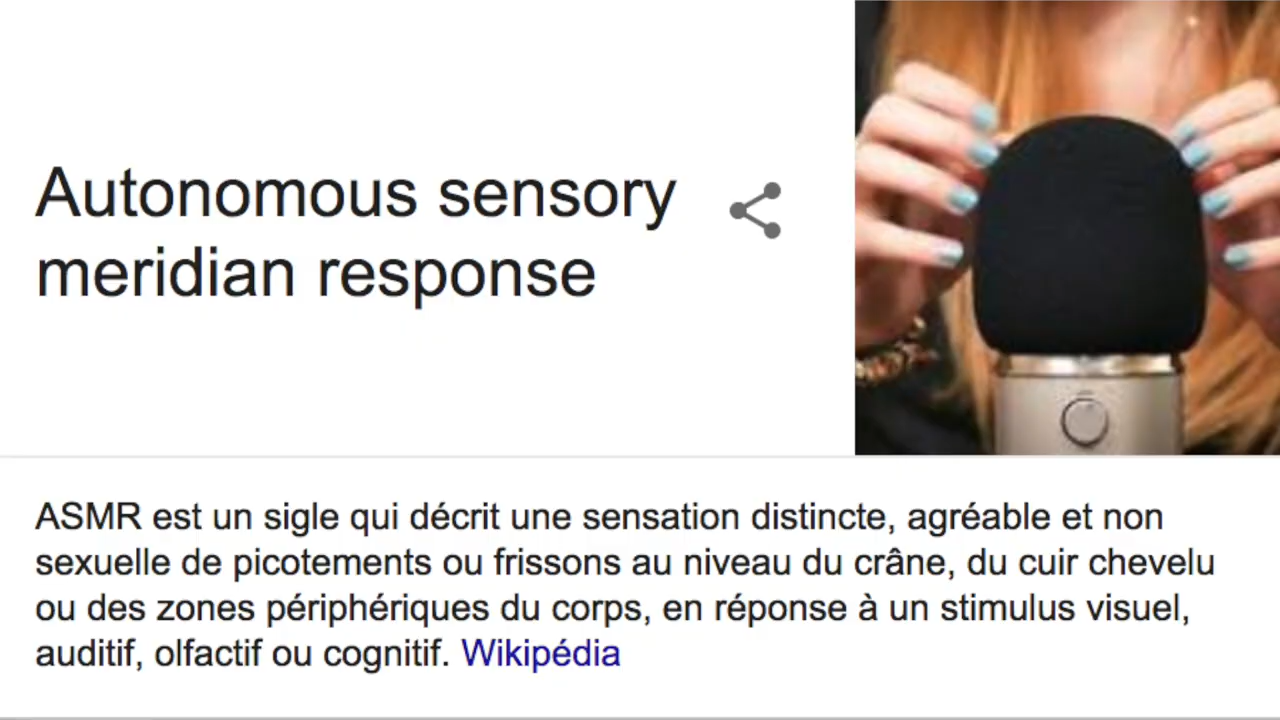 Autonomous sensory
meridian response
ASMR est un sigle qui décrit une sensation distincte, agréable et non
sexuelle de picotements ou frissons au niveau du crâne, du cuir chevelu
ou des zones périphériques du corps, en réponse à un stimulus visuel,
auditif, olfactif ou cognitif. Wikipédia